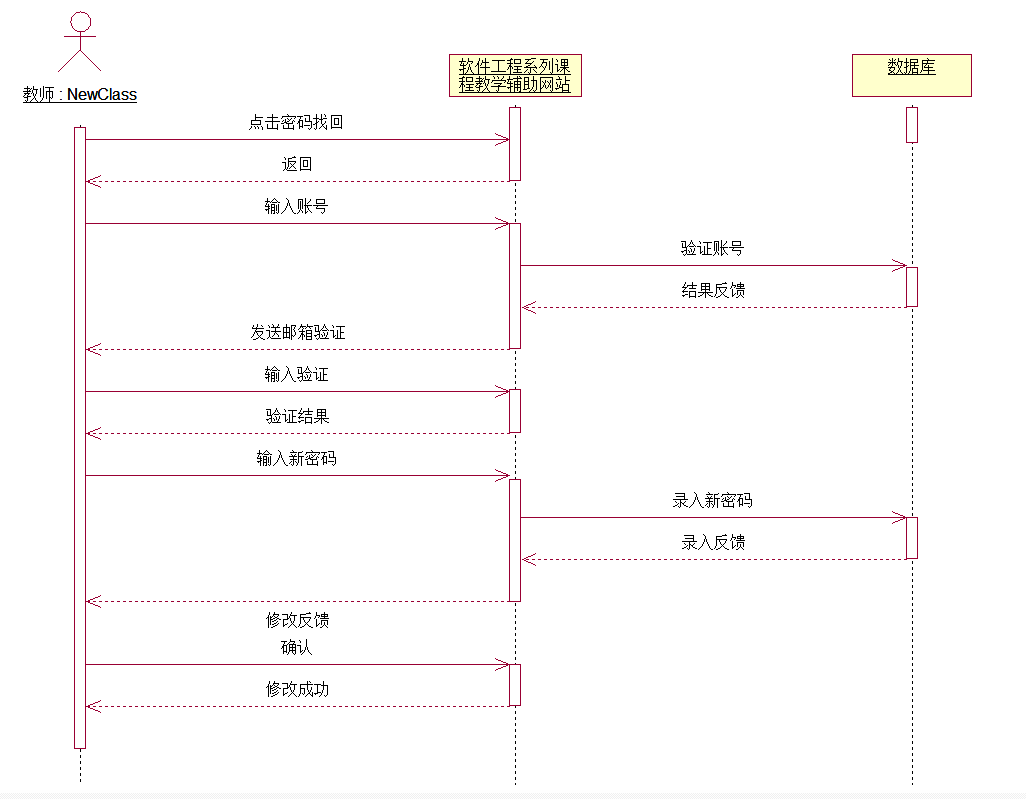 软件工程系列课
程教学辅助网站
数据库
教师 : NewClass
点击密码找回
返回
输入账号
验证账号
结果反馈
发送邮箱验证
输入验证
验证结果
输入新密码
录入新密码
录入反馈
修改反馈
确认
修改成功